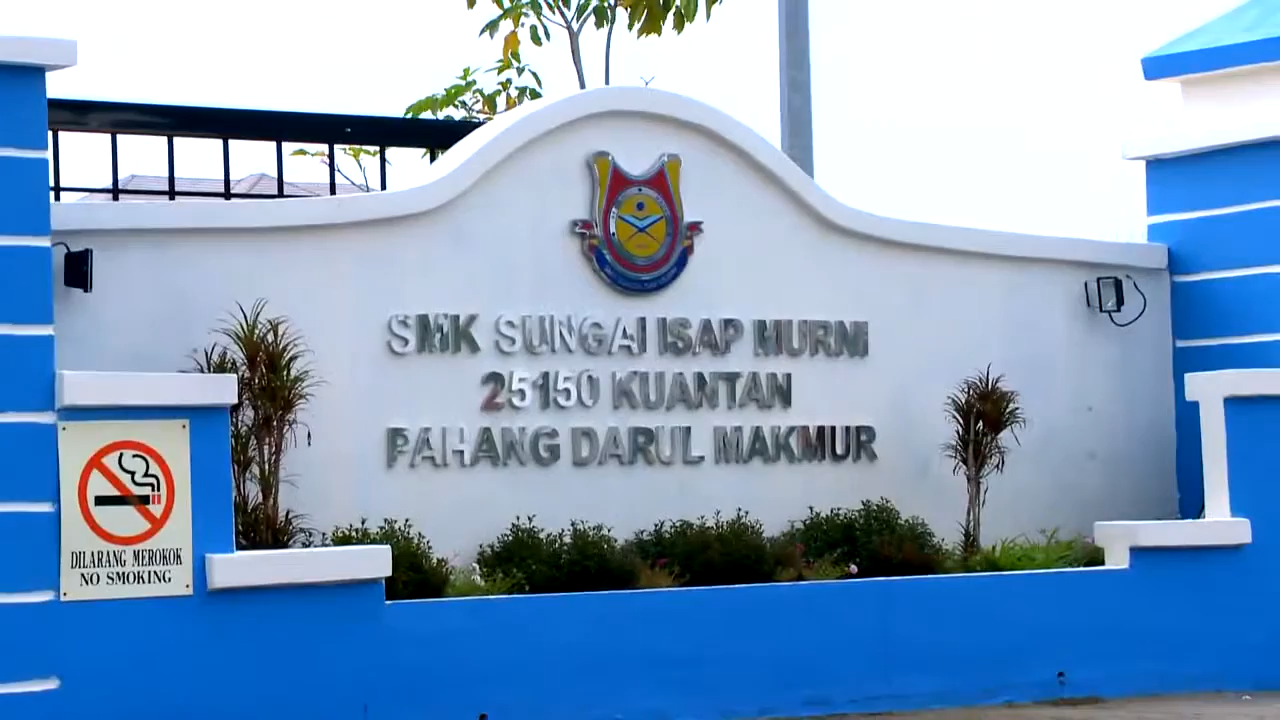 SMK SUNGAI ISAP MURNI
25150 KUANTAN
PAHANG DARUL MAKMUR
DILARANG MEROKOK
NO SMOKING